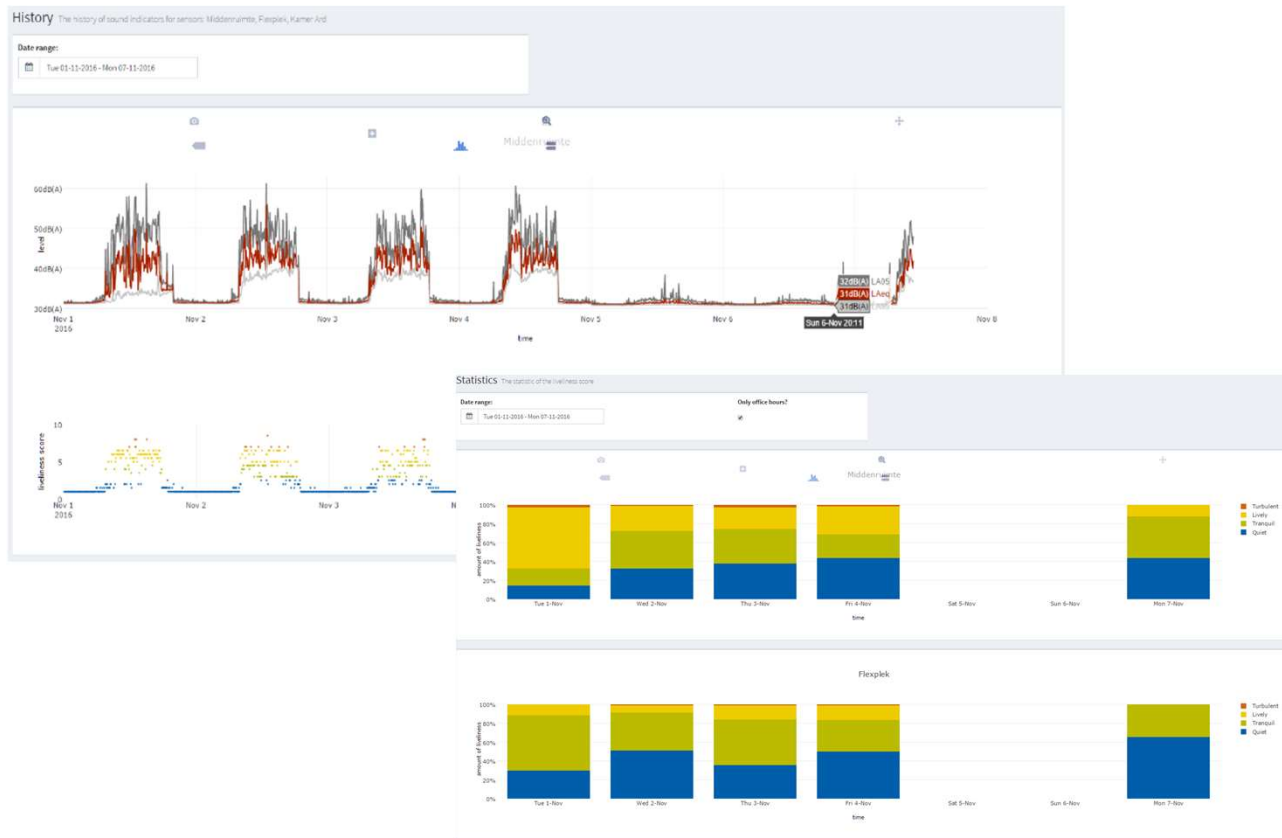 History The history of sound indicators for sensors: Middenruimte, Flexplek, Kamer Ard
Date range:
Tue 01-11-2016 - Mon 07-11-2016
Middenruimte
60dB(A)
50dB(A)
40dB(A)
30dB(A)
level
32dB(A) LA05
31dB(A) LAeq
31dB(A)
Sun 6-Nov 20:11
Nov 1 Nov 2 Nov 3 Nov 4 Nov 5 Nov 6 Nov 8
2016
time
10
5
0
liveliness score
Nov 1 Nov 2 Nov 3 N
2016
Statistics The statistic of the liveliness score
Date range: Only office hours?
Tue 01-11-2016 - Mon 07-11-2016
Middenruimte
100%
80%
60%
40%
20%
0%
amount of liveliness
Turbulent
Lively
Tranquil
Quiet
Tue 1-Nov Wed 2-Nov Thu 3-Nov Fri 4-Nov Sat 5-Nov Sun 6-Nov Mon 7-Nov
time
Flexplek
100%
80%
60%
40%
20%
0%
amount of liveliness
Turbulent
Lively
Tranquil
Quiet
Tue 1-Nov Wed 2-Nov Thu 3-Nov Fri 4-Nov Sat 5-Nov Sun 6-Nov Mon 7-Nov
time